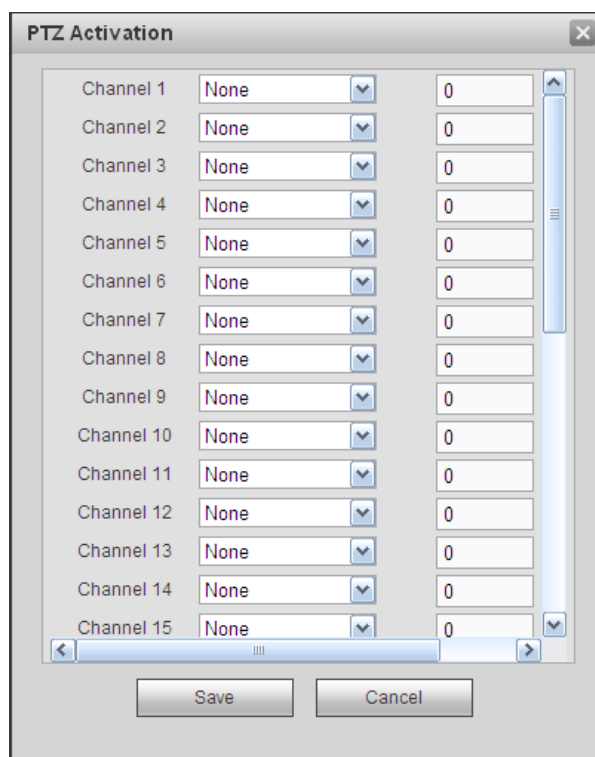 PTZ Activation
Channel 1 None 0
Channel 2 None 0
Channel 3 None 0
Channel 4 None 0
Channel 5 None 0
Channel 6 None 0
Channel 7 None 0
Channel 8 None 0
Channel 9 None 0
Channel 10 None 0
Channel 11 None 0
Channel 12 None 0
Channel 13 None 0
Channel 14 None 0
Channel 15 None 0
Save Cancel